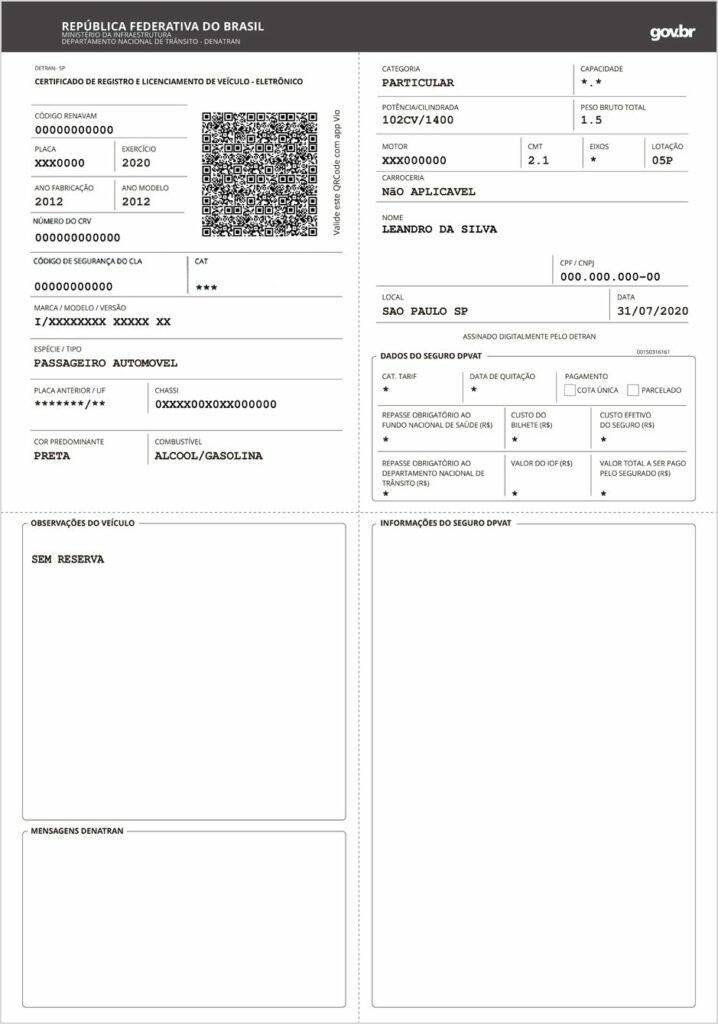 REPÚBLICA FEDERATIVA DO BRASIL
MINISTÉRIO DA INFRAESTRUTURA
DEPARTAMENTO NACIONAL DE TRÂNSITO - DENATRAN
gov.br
DETRAN- SP
CERTIFICADO DE REGISTRO E LICENCIAMENTO DE VEÍCULO - ELETRÔNICO
CÓDIGO RENAVAM
00000000000
PLACA
EXERCÍCIO
XXX0000
2020
ANO FABRICAÇÃO
ANO MODELO
2012
2012
NÚMERO DO CRV
000000000000
Valide este QRCode com app Vio
CÓDIGO DE SEGURANÇA DO CLA
CAT
00000000000
***
MARCA / MODELO / VERSÃO
I/XXXXXXXX XXXXX XX
ESPÉCIE / TIPO
PASSAGEIRO AUTOMOVEL
PLACA ANTERIOR / UF
CHASSI
*******/**
0XXXX00X0XX000000
COR PREDOMINANTE
COMBUSTÍVEL
PRETA
ALCOOL/GASOLINA
CATEGORIA
CAPACIDADE
PARTICULAR
*.*
POTÊNCIA/CILINDRADA
PESO BRUTO TOTAL
102CV/1400
1.5
MOTOR
CMT
EIXOS
LOTAÇÃO
XXX000000
2.1
*
05P
CARROCERIA
NãO APLICAVEL
NOME
LEANDRO DA SILVA
CPF / CNPJ
000.000.000-00
LOCAL
DATA
SAO PAULO SP
31/07/2020
ASSINADO DIGITALMENTE PELO DETRAN
00150316161
DADOS DO SEGURO DPVAT
CAT. TARIF
DATA DE QUITAÇÃO
PAGAMENTO
*
*
COTA ÚNICA
PARCELADO
REPASSE OBRIGATÓRIO AO
FUNDO NACIONAL DE SAÚDE (R$)
*
CUSTO DO
BILHETE (R$)
*
CUSTO EFETIVO
DO SEGURO (R$)
*
REPASSE OBRIGATÓRIO AO
DEPARTAMENTO NACIONAL DE
TRÂNSITO (R$)
*
VALOR DO IOF (R$)
*
VALOR TOTAL A SER PAGO
PELO SEGURADO (R$)
*
OBSERVAÇÕES DO VEÍCULO
SEM RESERVA
MENSAGENS DENATRAN
INFORMAÇÕES DO SEGURO DPVAT